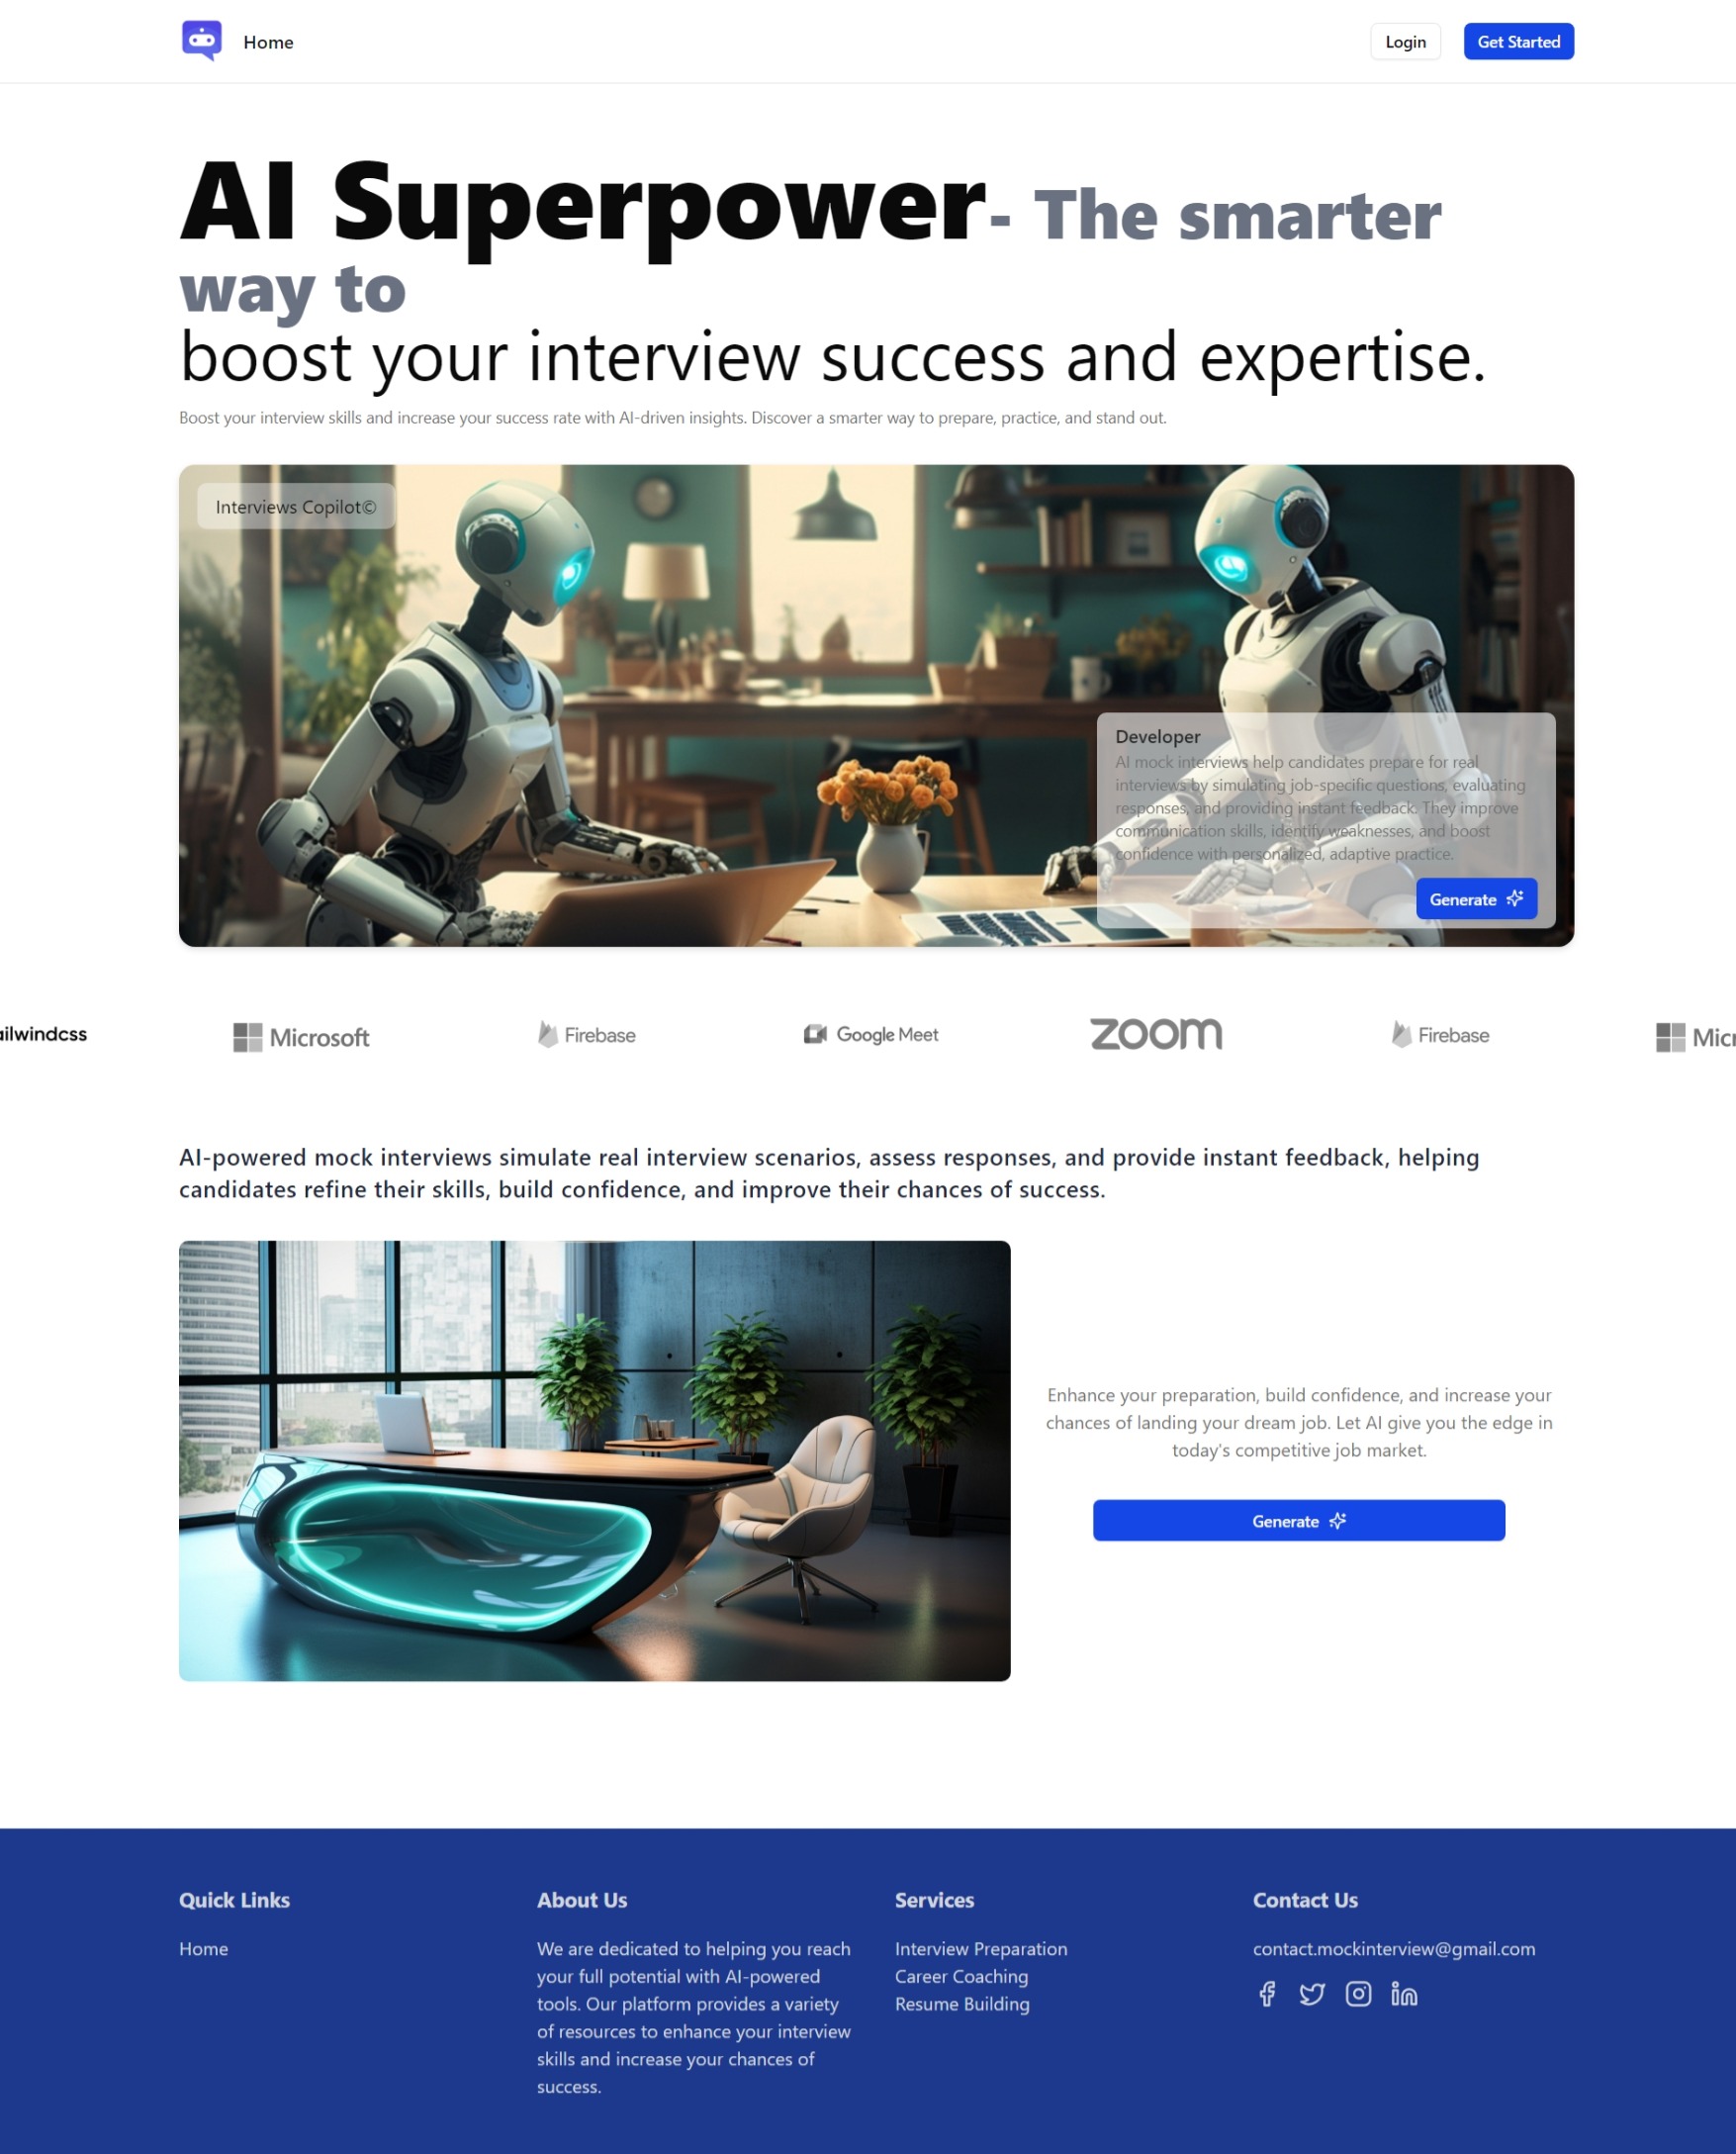 Home
Login
Get Started
AI Superpower- The smarter
way to
boost your interview success and expertise.
Boost your interview skills and increase your success rate with AI-driven insights. Discover a smarter way to prepare, practice, and stand out.
Interviews Copilot©
Developer
AI mock interviews help candidates prepare for real
interviews by simulating job-specific questions, evaluating
responses, and providing instant feedback. They improve
communication skills, identify weaknesses, and boost
confidence with personalized, adaptive practice.
Generate
ailwindcss
Microsoft
Firebase
Google Meet
zoom
Firebase
Micr
AI-powered mock interviews simulate real interview scenarios, assess responses, and provide instant feedback, helping
candidates refine their skills, build confidence, and improve their chances of success.
Enhance your preparation, build confidence, and increase your
chances of landing your dream job. Let AI give you the edge in
today's competitive job market.
Generate
Quick Links
Home
About Us
We are dedicated to helping you reach
your full potential with AI-powered
tools. Our platform provides a variety
of resources to enhance your interview
skills and increase your chances of
success.
Services
Interview Preparation
Career Coaching
Resume Building
Contact Us
contact.mockinterview@gmail.com